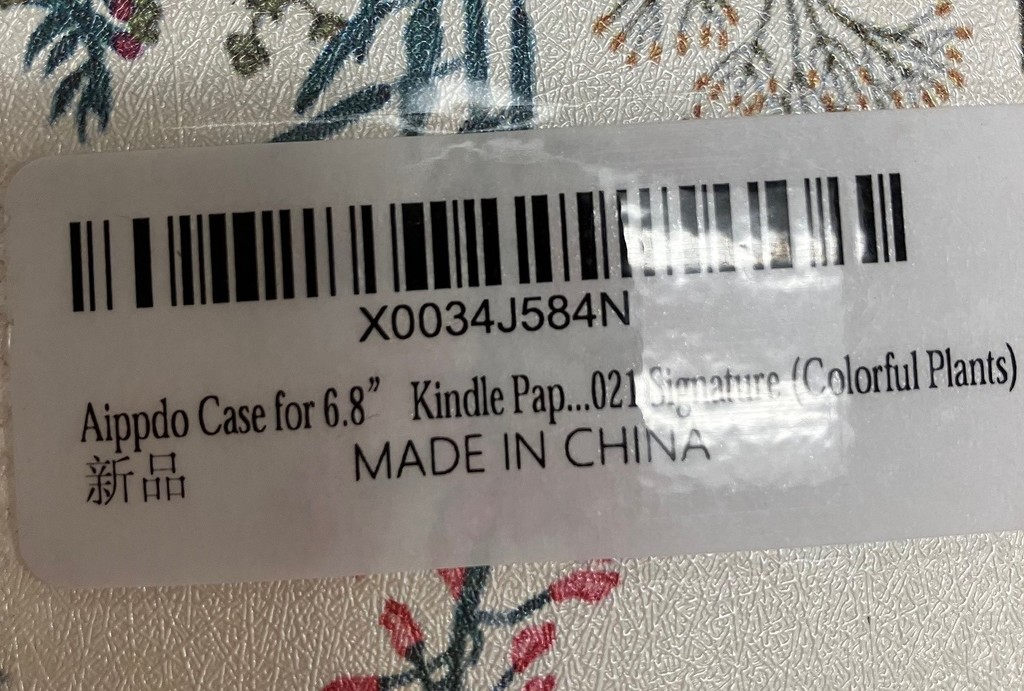 X0034J584N
Aippdo Case for 6.8” Kindle Pap...021 Signature (Colorful Plants)
新品
MADE IN CHINA